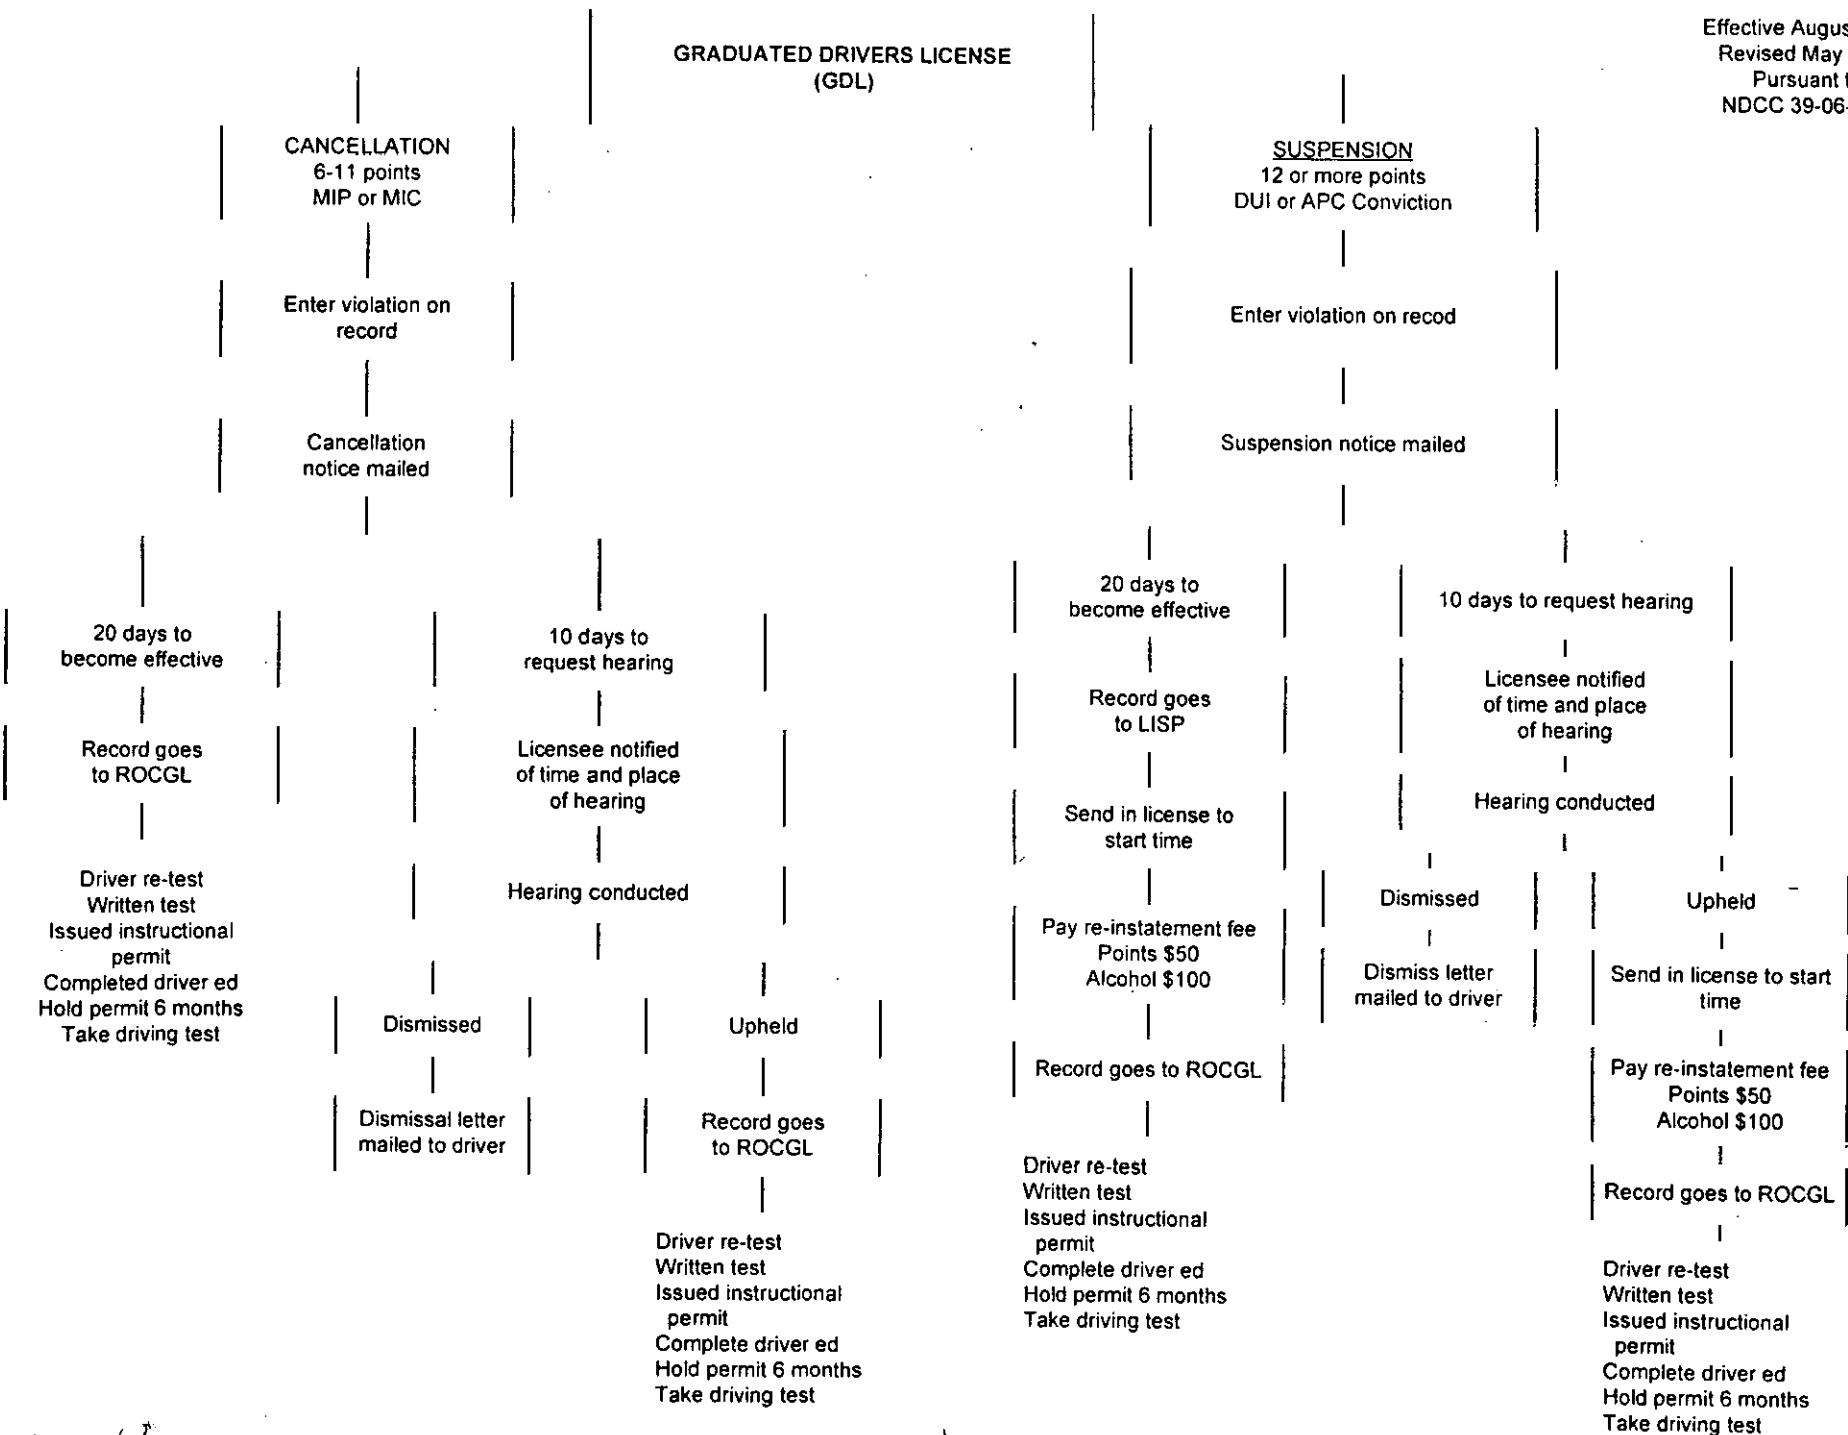 GRADUATED DRIVERS LICENSE
(GDL)
Effective
Revised May
Pursuant
NDCC 39-06-
CANCELLATION
6-11 points
MIP or MIC
Enter violation on
record
Cancellation
notice mailed
20 days to
become effective
Record goes
to ROCGL
Driver re-test
Written test
Issued instructional
permit
Completed driver ed
Hold permit 6 months
Take driving test
10 days to
request hearing
Licensee notified
of time and place
of hearing
Hearing conducted
Dismissed
Dismissal letter
mailed to driver
Upheld
Record goes
to ROCGL
Driver re-test
Written test
Issued instructional
permit
Complete driver ed
Hold permit 6 months
Take driving test
SUSPENSION
12 or more points
DUI or APC Conviction
Enter violation on recod
Suspension notice mailed
20 days to
become effective
Record goes
to LISP
Send in license to
start time
Pay re-instatement fee
Points $50
Alcohol $100
Record goes to ROCGL
Driver re-test
Written test
Issued instructional
permit
Complete driver ed
Hold permit 6 months
Take driving test
10 days to request hearing
Licensee notified
of time and place
of hearing
Hearing conducted
Dismissed
Dismiss letter
mailed to driver
Upheld
Send in license to start
time
Pay re-instatement fee
Points $50
Alcohol $100
Record goes to ROCGL
Driver re-test
Written test
Issued instructional
permit
Complete driver ed
Hold permit 6 months
Take driving test